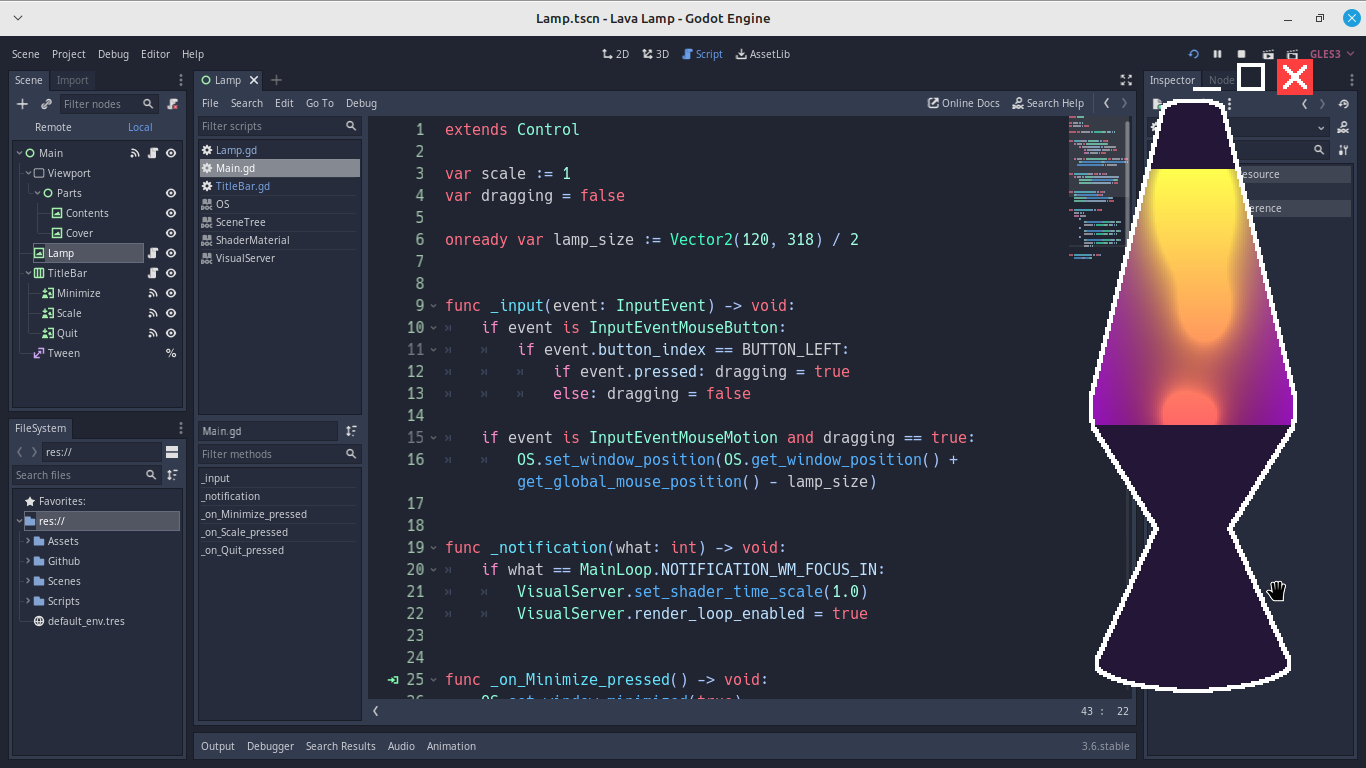 Lamp.tscn - Lava Lamp - Godot Engine
Scene Project Debug Editor Help
2D 3D Script AssetLib
GLES3
Scene Import
Filter nodes
Remote Local
Main
Viewport
Parts
Contents
Cover
Lamp
TitleBar
Minimize
Scale
Quit
Tween %
FileSystem
res://
Search files
Favorites:
res://
Assets
Github
Scenes
Scripts
default_env.tres
Lamp
File Search Edit Go To Debug
Online Docs Search Help
Filter scripts
Lamp.gd
Main.gd
TitleBar.gd
OS
SceneTree
ShaderMaterial
VisualServer
Main.gd
Filter methods
_input
_notification
_on_Minimize_pressed
_on_Scale_pressed
_on_Quit_pressed
1 extends Control
2
3 var scale := 1
4 var dragging = false
5
6 onready var lamp_size := Vector2(120, 318) / 2
7
8
9 func _input(event: InputEvent) -> void:
10 if event is InputEventMouseButton:
11 if event.button_index == BUTTON_LEFT:
12 if event.pressed: dragging = true
13 else: dragging = false
14
15 if event is InputEventMouseMotion and dragging == true:
16 OS.set_window_position(OS.get_window_position() +
get_global_mouse_position() - lamp_size)
17
18
19 func _notification(what: int) -> void:
20 if what == MainLoop.NOTIFICATION_WM_FOCUS_IN:
21 VisualServer.set_shader_time_scale(1.0)
22 VisualServer.render_loop_enabled = true
23
24
25 func _on_Minimize_pressed() -> void:
26 OS.set_window_minimized(true)
43 : 22
Output Debugger Search Results Audio Animation
3.6.stable
Inspector Node